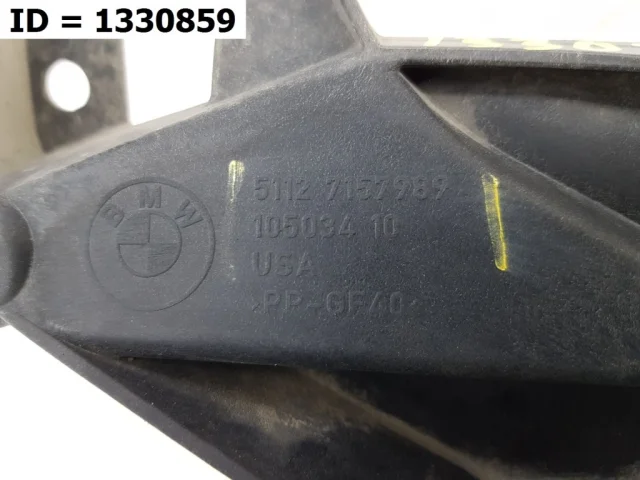 ID = 1330859
BMW
5112 7157989
105034 10
USA
>PP-GF40<